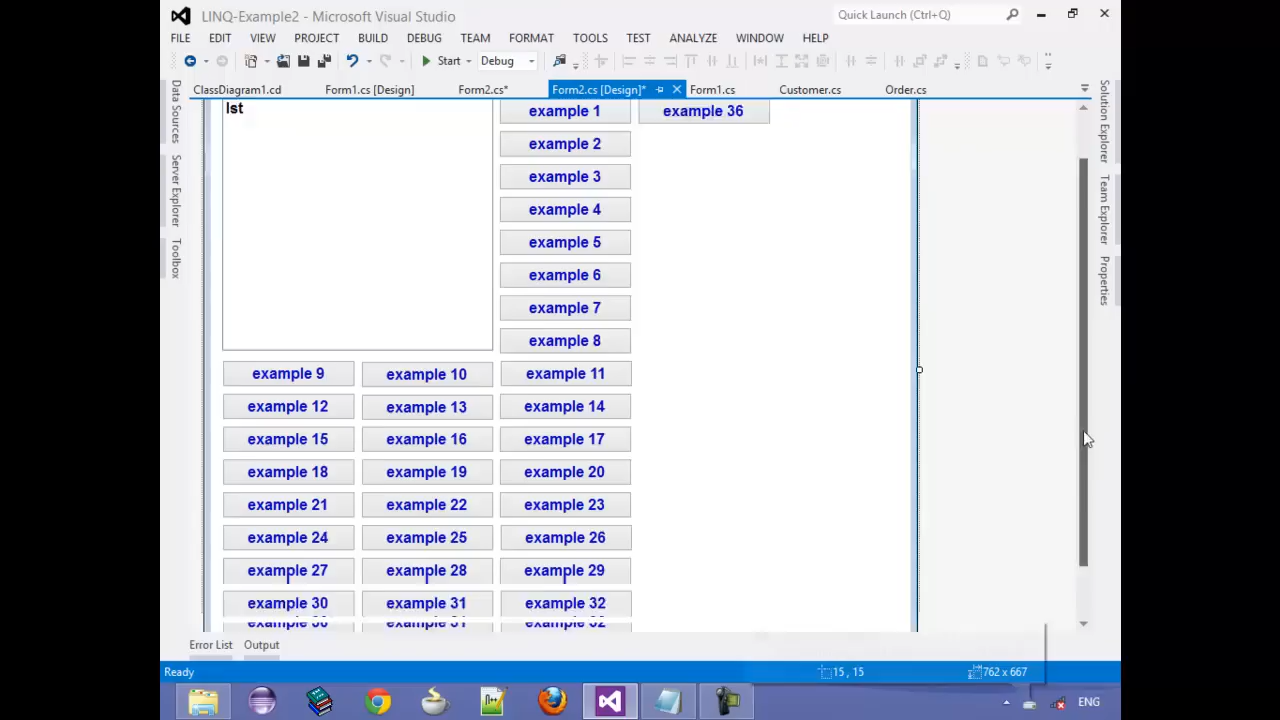 LINQ-Example2 - Microsoft Visual Studio
Quick Launch (Ctrl+Q)
FILE EDIT VIEW PROJECT BUILD DEBUG TEAM FORMAT TOOLS TEST ANALYZE WINDOW HELP
Start Debug
ClassDiagram1.cd Form1.cs [Design] Form2.cs* Form2.cs [Design]* Form1.cs Customer.cs Order.cs
Data Sources
Server Explorer
Toolbox
Solution Explorer
Team Explorer
Properties
lst
example 1 example 36
example 2
example 3
example 4
example 5
example 6
example 7
example 8
example 9 example 10 example 11
example 12 example 13 example 14
example 15 example 16 example 17
example 18 example 19 example 20
example 21 example 22 example 23
example 24 example 25 example 26
example 27 example 28 example 29
example 30 example 31 example 32
example 30 example 31 example 32
Error List Output
Ready 15 , 15 762 x 667
ENG